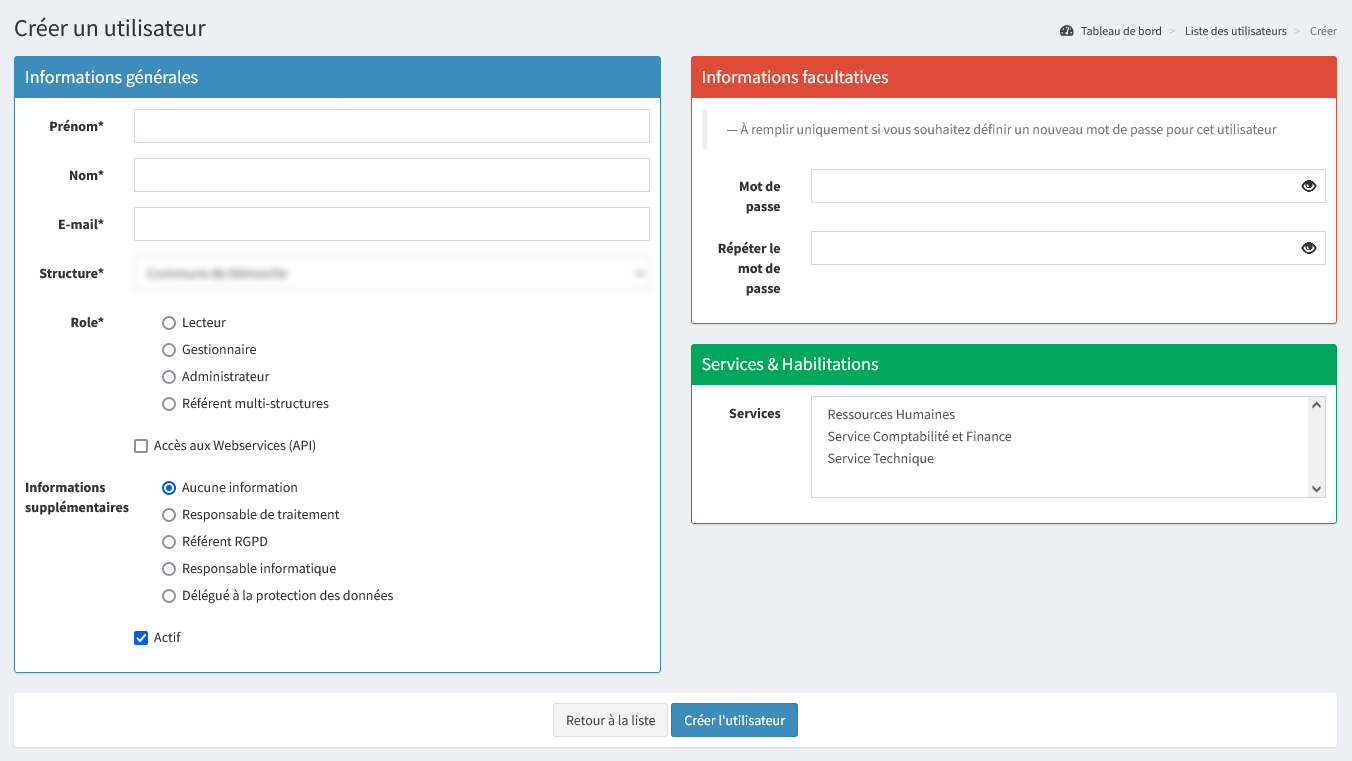 Créer un utilisateur
Tableau de bord > Liste des utilisateurs > Créer
Informations générales
Prénom*
Nom*
E-mail*
Structure*
Role*
Lecteur
Gestionnaire
Administrateur
Référent multi-structures
Accès aux Webservices (API)
Informations
supplémentaires
Aucune information
Responsable de traitement
Référent RGPD
Responsable informatique
Délégué à la protection des données
Actif
Informations facultatives
— À remplir uniquement si vous souhaitez définir un nouveau mot de passe pour cet utilisateur
Mot de
passe
Répéter le
mot de
passe
Services & Habilitations
Services
Ressources Humaines
Service Comptabilité et Finance
Service Technique
Retour à la liste
Créer l'utilisateur